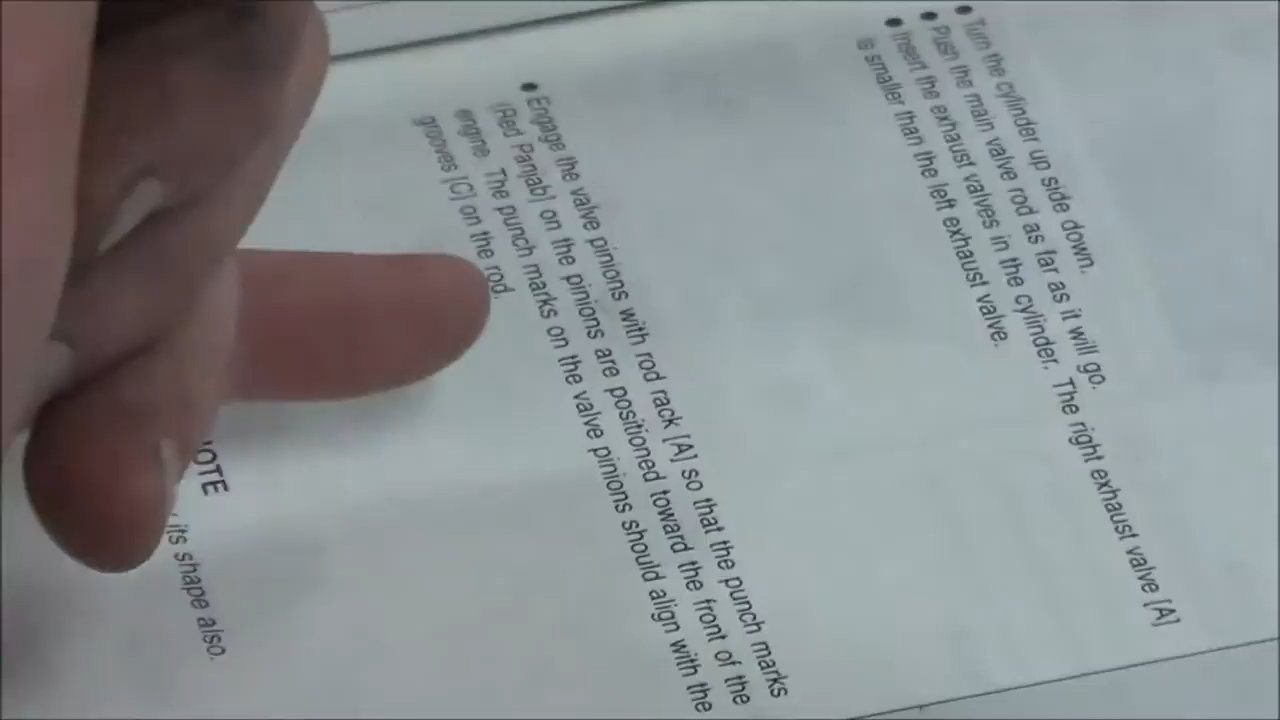 ● Turn the cylinder up side down.
● Push the main valve rod as far as it will go.
● Insert the exhaust valves in the cylinder. The right exhaust valve [A]
is smaller than the left exhaust valve.
● Engage the valve pinions with rod rack [A] so that the punch marks
(Red Panjab] on the pinions are positioned toward the front of the
engine. The punch marks on the valve pinions should align with the
grooves [C] on the rod.
OTE
its shape also.